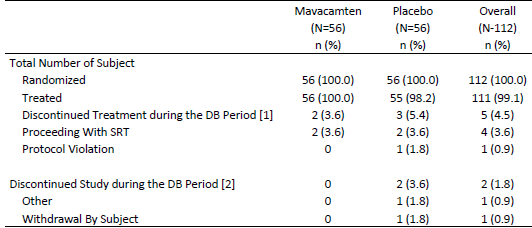 Mavacamten Placebo Overall
(N=56) (N=56) (N-112)
n (%) n (%) n (%)
Total Number of Subject
Randomized 56 (100.0) 56 (100.0) 112 (100.0)
Treated 56 (100.0) 55 (98.2) 111 (99.1)
Discontinued Treatment during the DB Period [1] 2 (3.6) 3 (5.4) 5 (4.5)
Proceeding With SRT 2 (3.6) 2 (3.6) 4 (3.6)
Protocol Violation 0 1 (1.8) 1 (0.9)
Discontinued Study during the DB Period [2] 0 2 (3.6) 2 (1.8)
Other 0 1 (1.8) 1 (0.9)
Withdrawal By Subject 0 1 (1.8) 1 (0.9)